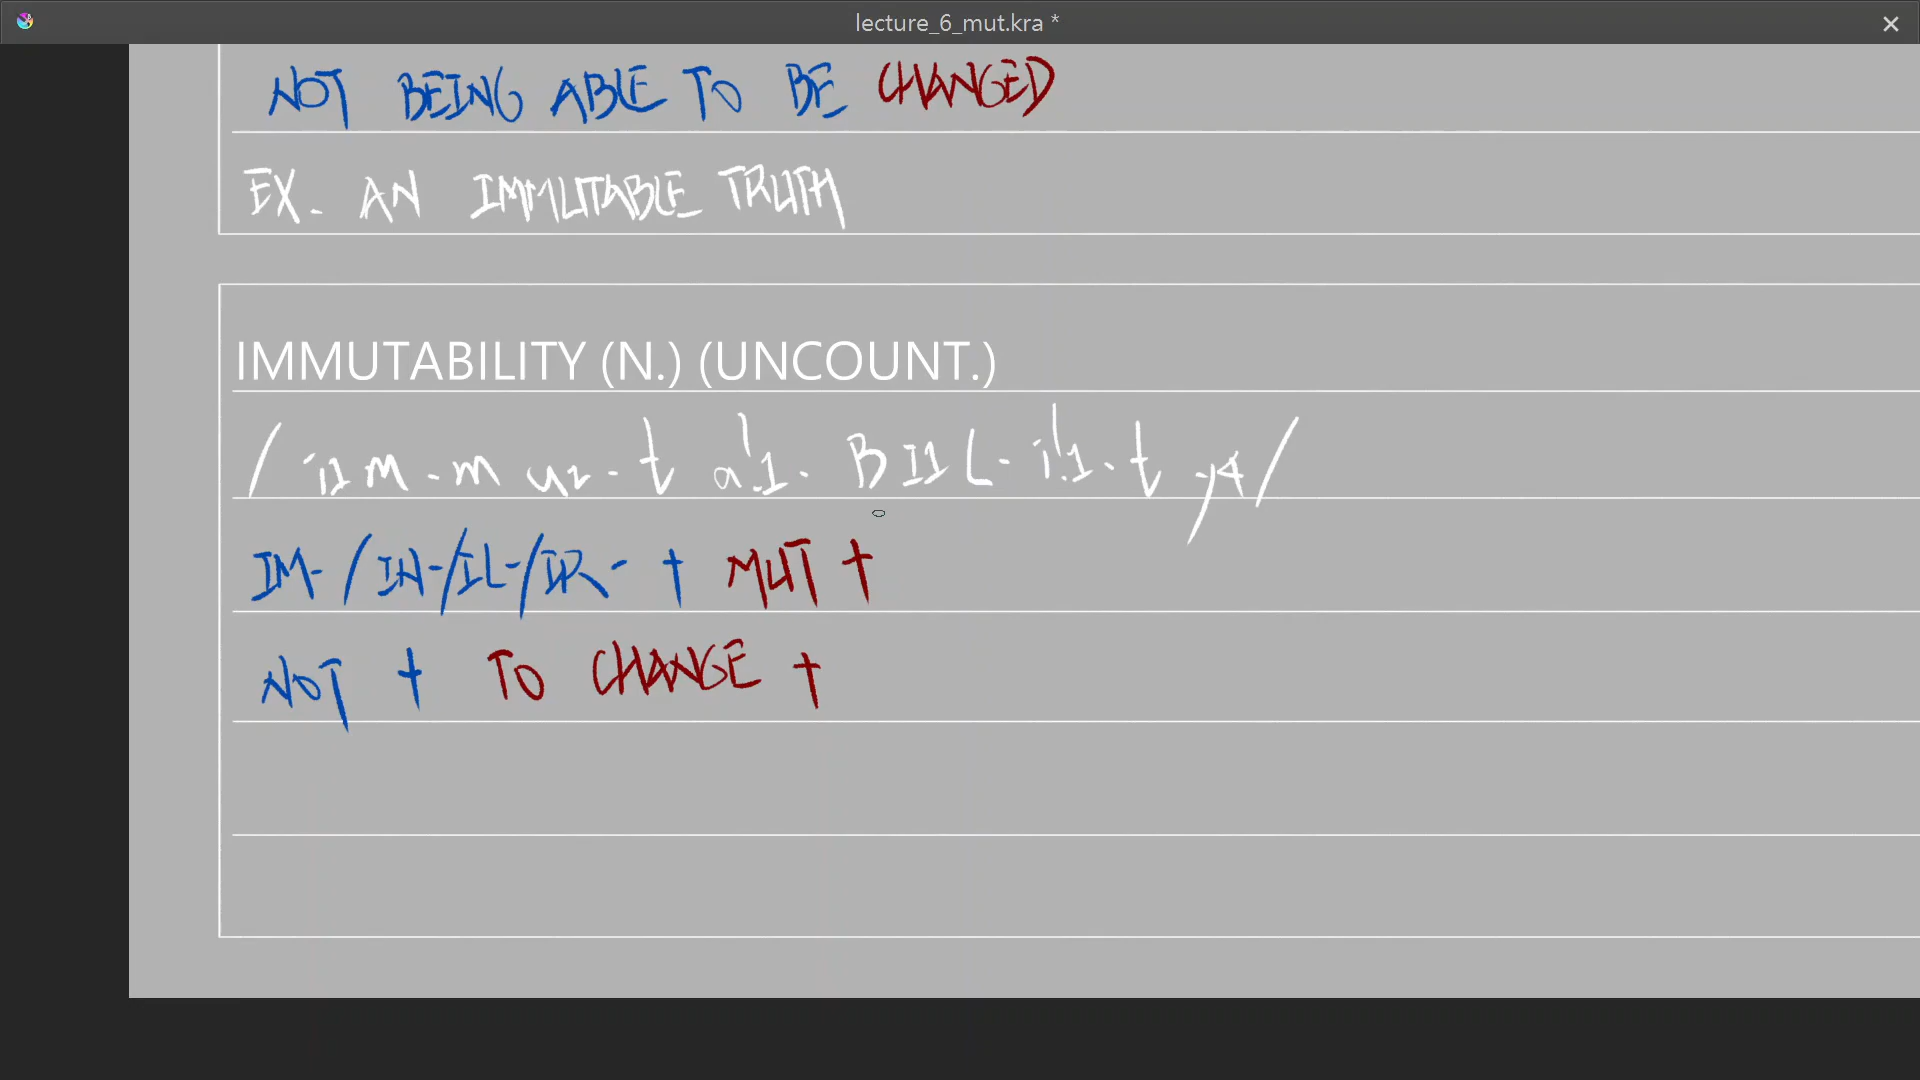 lecture_6_mut.kra *
NOT BEING ABLE TO BE CHANGED
EX. AN IMMUTABLE TRUTH
IMMUTABILITY (N.) (UNCOUNT.)
IM- / IN-/IL-/IR- + MUT +
NOT + TO CHANGE +